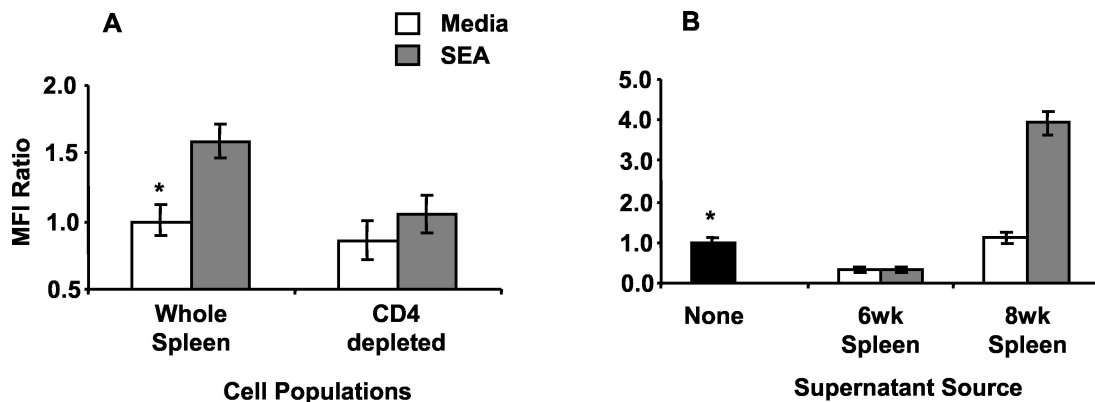 A
Media
SEA
MFI Ratio
2.0
1.5
1.0
0.5
*
Whole
Spleen
CD4
depleted
Cell Populations
B
5.0
4.0
3.0
2.0
1.0
0.0
*
None
6wk
Spleen
8wk
Spleen
Supernatant Source